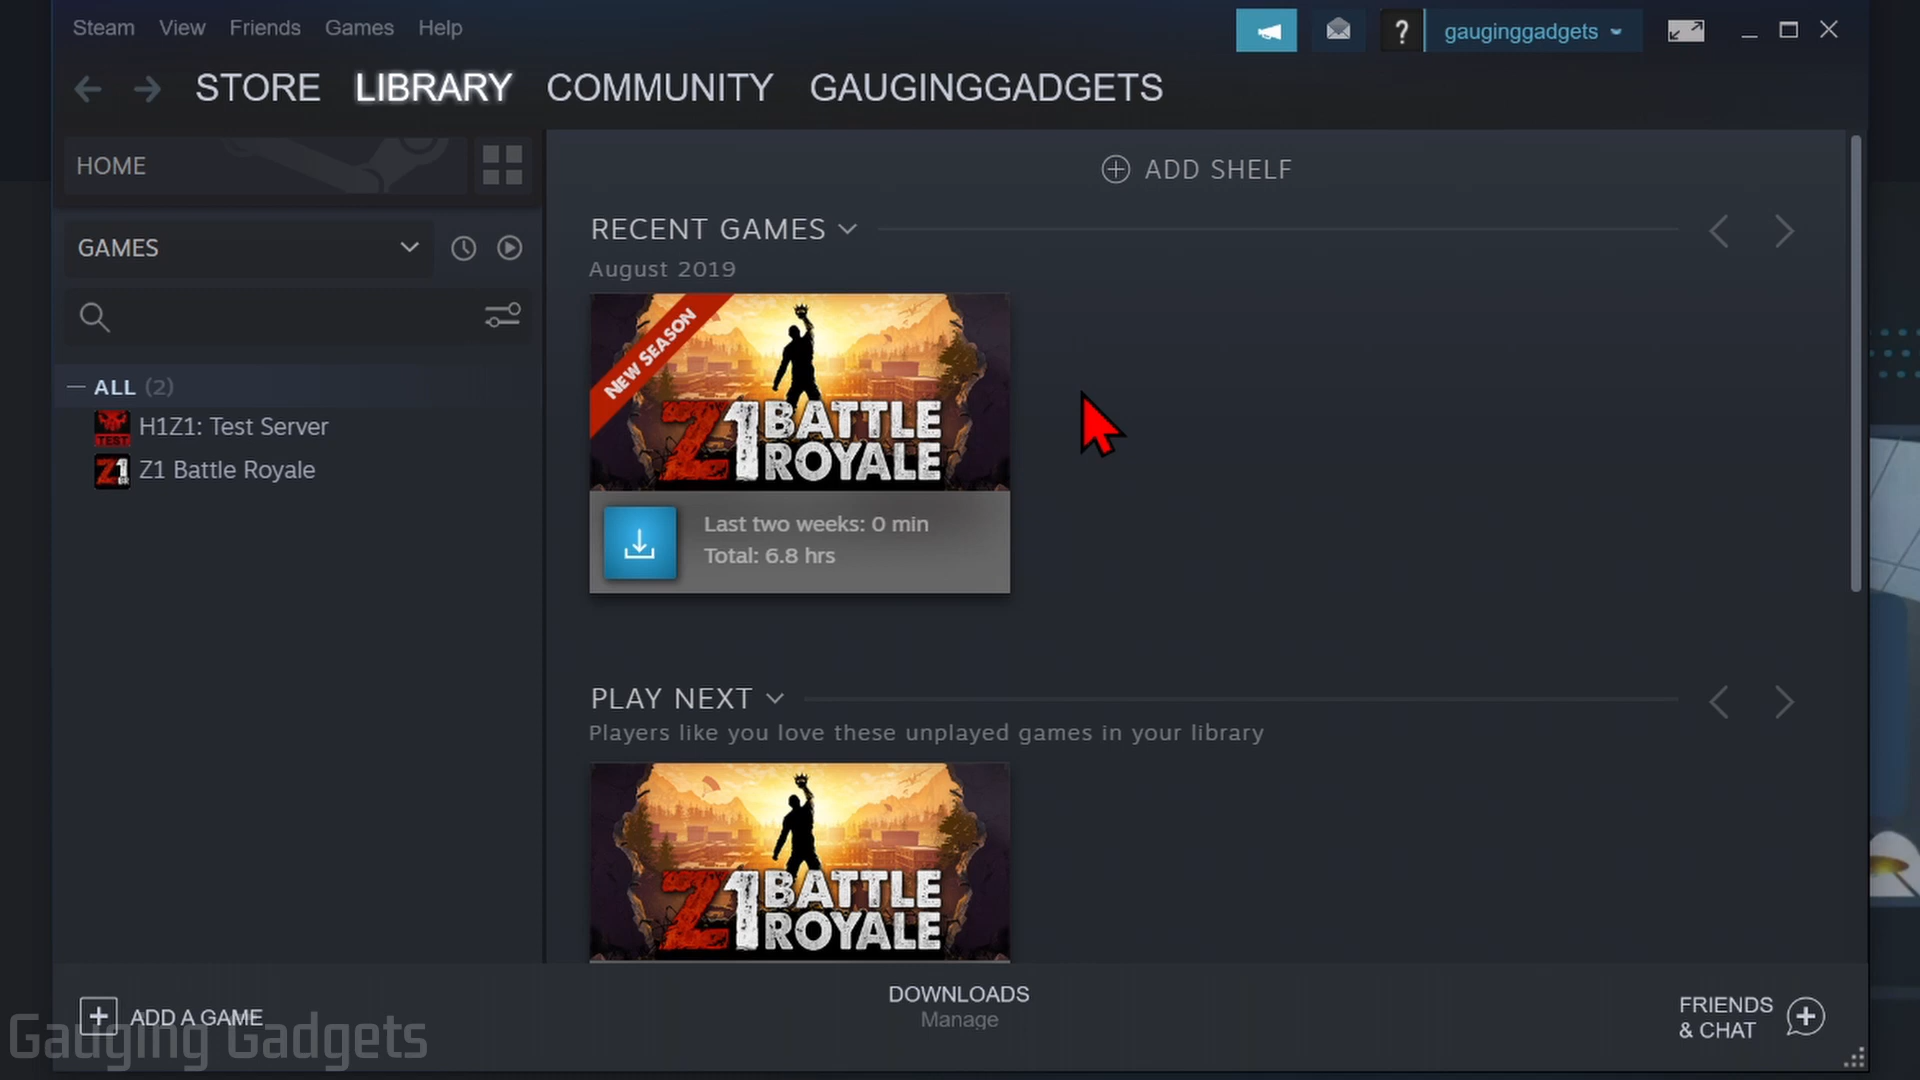 Steam View Friends Games Help
? gauginggadgets
STORE LIBRARY COMMUNITY GAUGINGGADGETS
HOME
ADD SHELF
GAMES
RECENT GAMES
August 2019
ALL (2)
TEST H1Z1: Test Server
Z1 BR Z1 Battle Royale
NEW SEASON
Z1 BATTLE
ROYALE
Last two weeks: 0 min
Total: 6.8 hrs
PLAY NEXT
Players like you love these unplayed games in your library
Z1 BATTLE
ROYALE
ADD A GAME
DOWNLOADS
Manage
FRIENDS
& CHAT
Gauging Gadgets